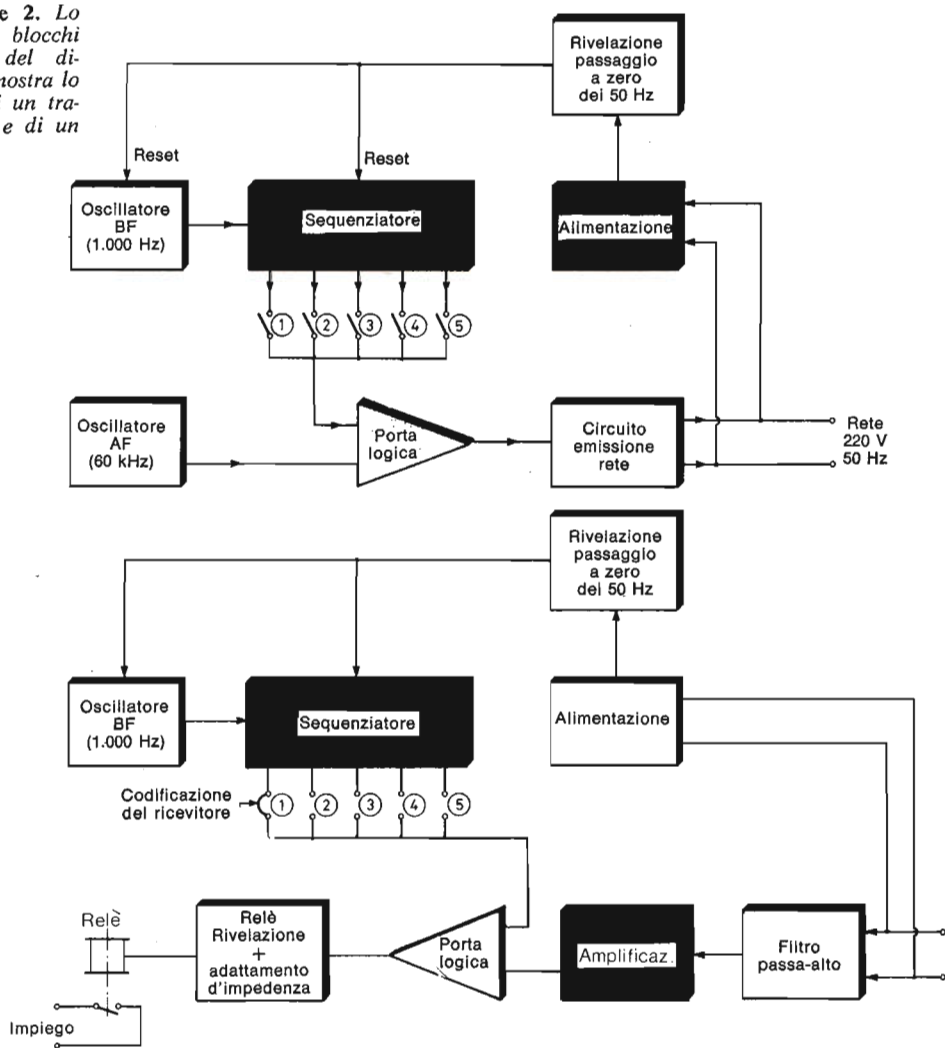 e 2. Lo
blocchi
del di-
nostra lo
i un tra-
e di un
Rivelazione
passaggio
a zero
dei 50 Hz
Reset
Reset
Oscillatore
BF
(1.000 Hz)
Sequenziatore
Alimentazione
1
2
3
4
5
Oscillatore
AF
(60 kHz)
Porta
logica
Circuito
emissione
rete
Rete
220 V
50 Hz
Rivelazione
passaggio
a zero
dei 50 Hz
Oscillatore
BF
(1.000 Hz)
Sequenziatore
Alimentazione
Codificazione
del ricevitore
1
2
3
4
5
Relè
Relè
Rivelazione
+
adattamento
d'impedenza
Porta
logica
Amplificaz.
Filtro
passa-alto
Impiego